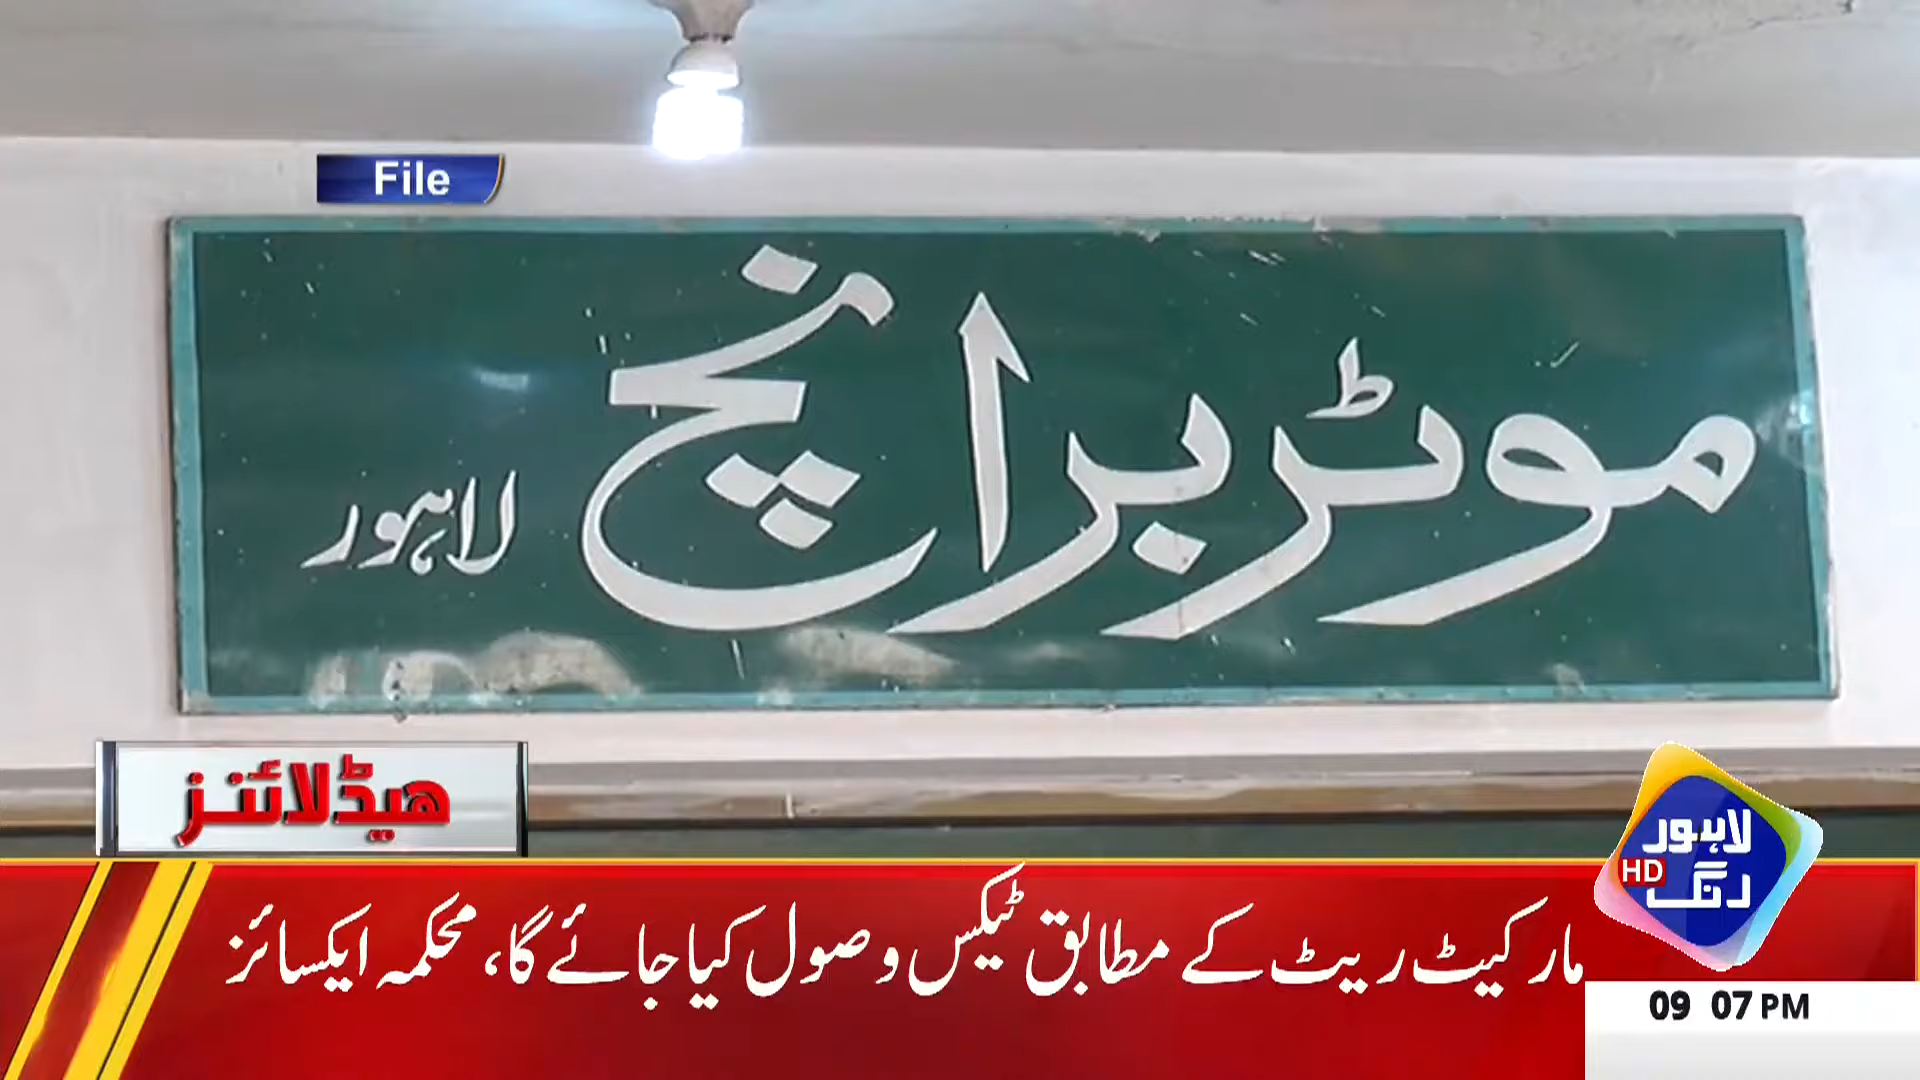 File
موٹر برانچ لاہور
ھیڈلائنز
لاہور
HD
رنگ
مارکیٹ ریٹ کے مطابق ٹیکس وصول کیا جائے گا، محکمہ ایکسائز
09 07 PM